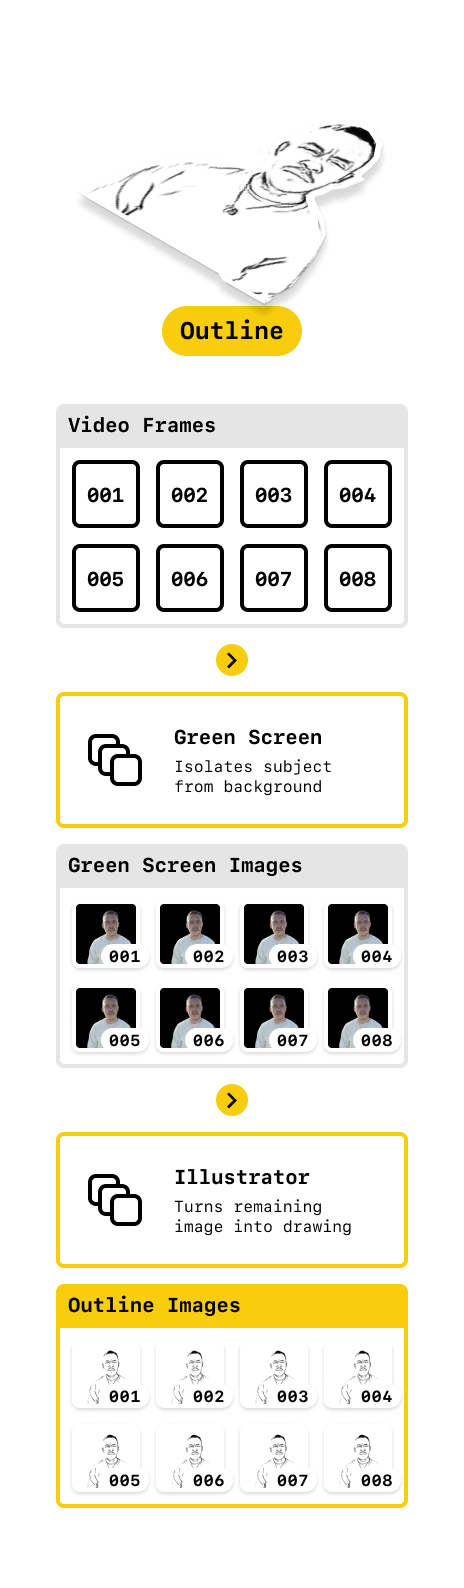 Outline
Video Frames
001 002 003 004
005 006 007 008
Green Screen
Isolates subject
from background
Green Screen Images
001 002 003 004
005 006 007 008
Illustrator
Turns remaining
image into drawing
Outline Images
001 002 003 004
005 006 007 008